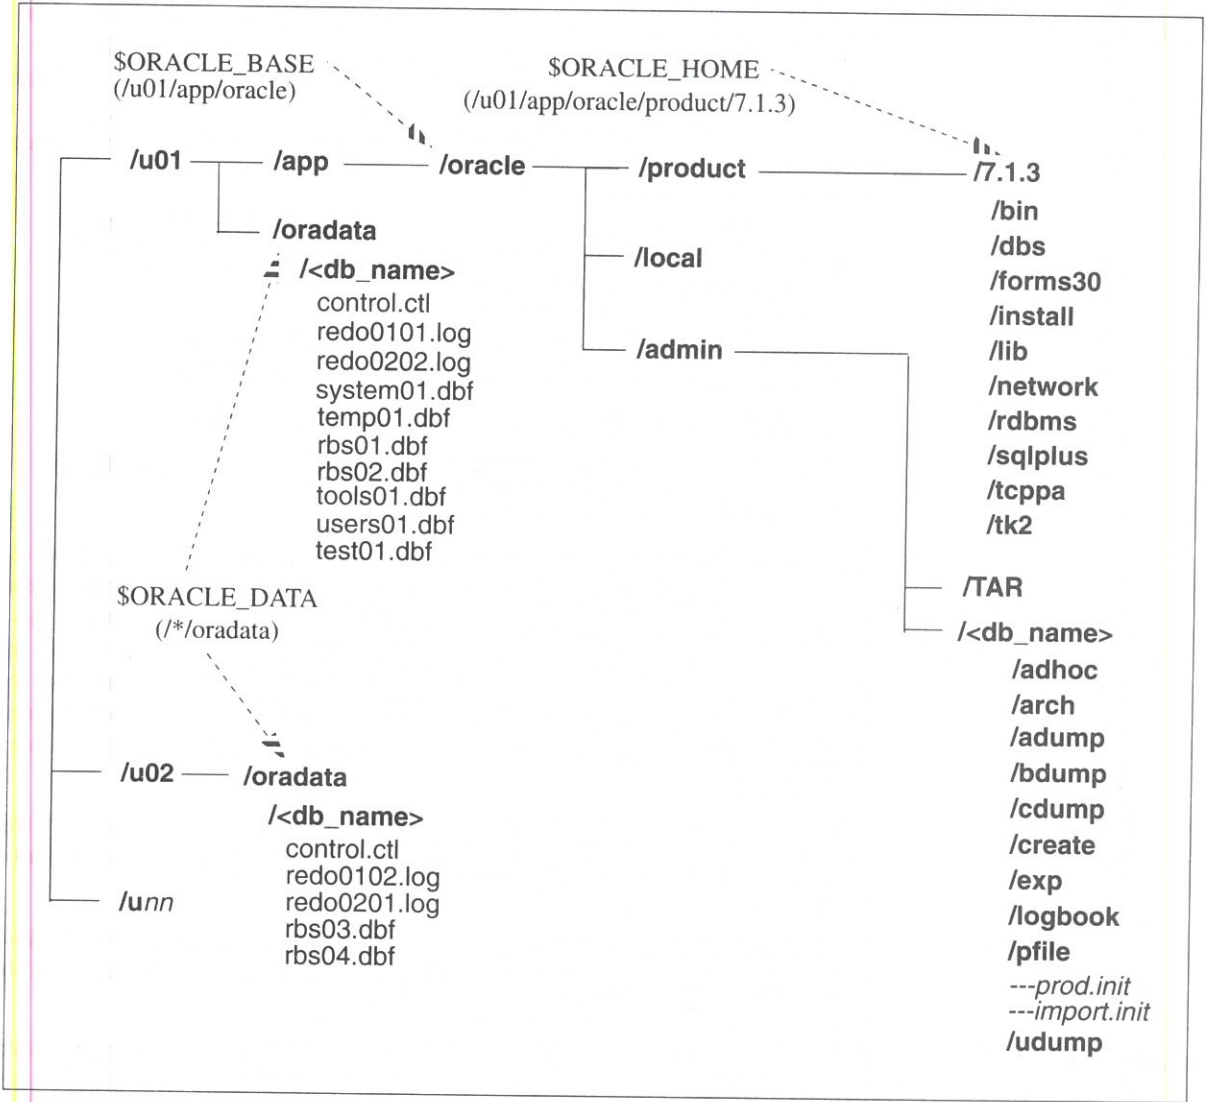 $ORACLE_BASE
(/u01/app/oracle)
$ORACLE_HOME
(/u01/app/oracle/product/7.1.3)
/u01
/app
/oracle
/product
/7.1.3
/bin
/dbs
/forms30
/install
/lib
/network
/rdbms
/sqlplus
/tcppa
/tk2
/local
/admin
/TAR
/<db_name>
/adhoc
/arch
/adump
/bdump
/cdump
/create
/exp
/logbook
/pfile
---prod.init
---import.init
/udump
/oradata
/<db_name>
control.ctl
redo0101.log
redo0202.log
system01.dbf
temp01.dbf
rbs01.dbf
rbs02.dbf
tools01.dbf
users01.dbf
test01.dbf
$ORACLE_DATA
(/*/oradata)
/u02
/oradata
/<db_name>
control.ctl
redo0102.log
redo0201.log
rbs03.dbf
rbs04.dbf
/unn